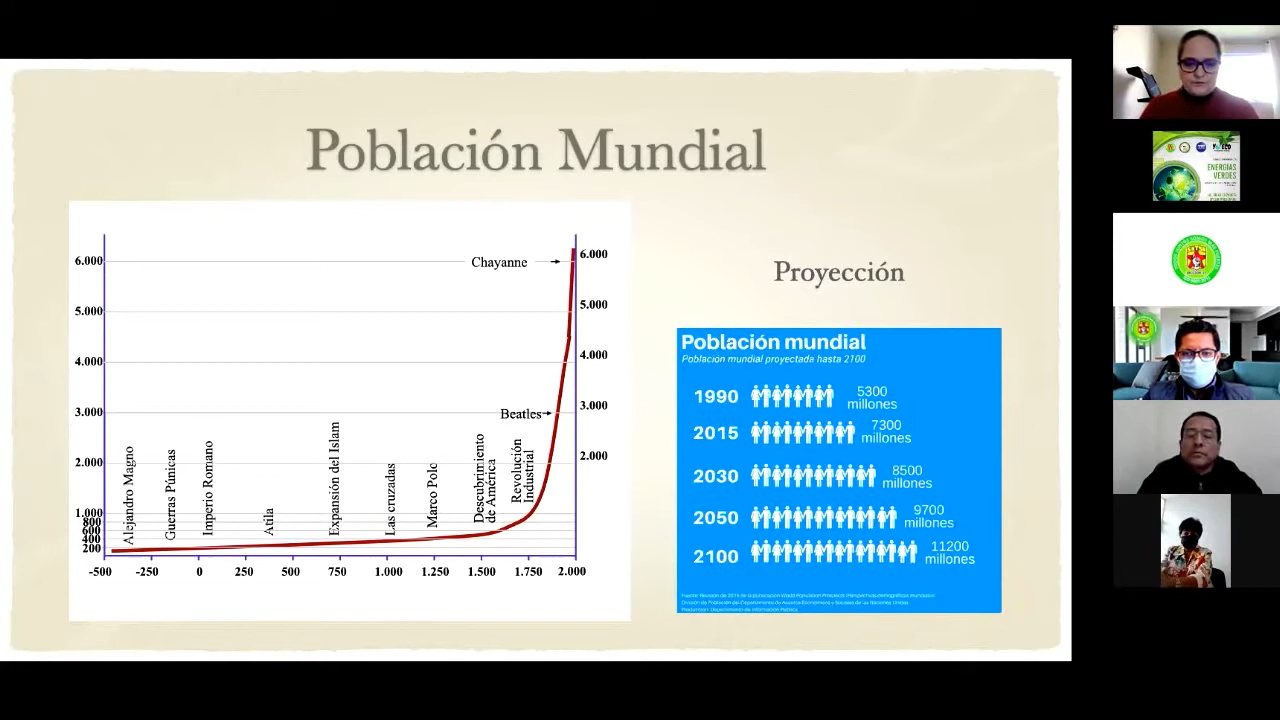 Población Mundial
Chayanne
Beatles
6.000
5.000
4.000
3.000
2.000
1.000
800
600
400
200
6.000
5.000
4.000
3.000
2.000
Alejandro Magno
Guerras Púnicas
Imperio Romano
Atila
Expansión del Islam
Las cruzadas
Marco Polo
Descubrimiento
de América
Revolución
Industrial
-500 -250 0 250 500 750 1.000 1.250 1.500 1.750 2.000
Proyección
Población mundial
Población mundial proyectada hasta 2100
1990 5300
millones
2015 7300
millones
2030 8500
millones
2050 9700
millones
2100 11200
millones
ENERGÍAS
VERDES